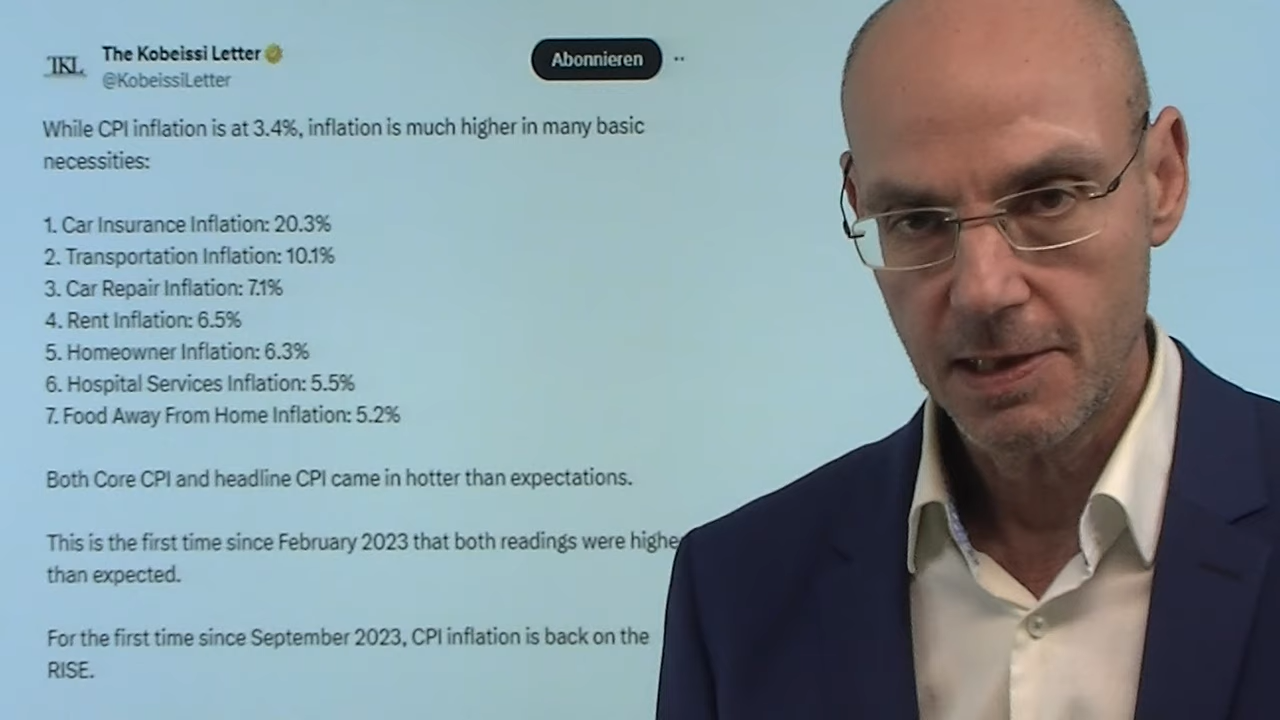 TKL
The Kobeissi Letter
@KobeissiLetter
Abonnieren
While CPI inflation is at 3.4%, inflation is much higher in many basic
necessities:
1. Car Insurance Inflation: 20.3%
2. Transportation Inflation: 10.1%
3. Car Repair Inflation: 7.1%
4. Rent Inflation: 6.5%
5. Homeowner Inflation: 6.3%
6. Hospital Services Inflation: 5.5%
7. Food Away From Home Inflation: 5.2%
Both Core CPI and headline CPI came in hotter than expectations.
This is the first time since February 2023 that both readings were highe
than expected.
For the first time since September 2023, CPI inflation is back on the
RISE.